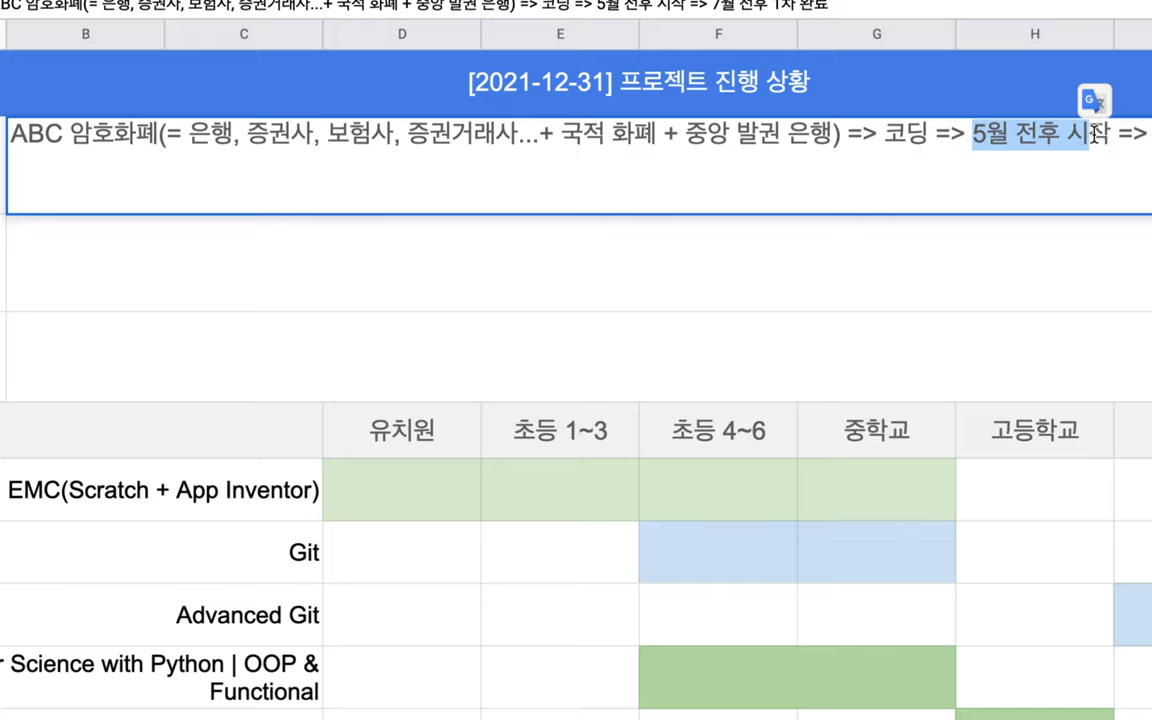 BC 암호화폐(= 은행, 증권사, 보험사, 증권거래사...+ 국적 화폐 + 중앙 발권 은행) => 코딩 => 5월 전후 시작 => 7월 전후 1차 완료
B C D E F G H
[2021-12-31] 프로젝트 진행 상황
ABC 암호화폐(= 은행, 증권사, 보험사, 증권거래사...+ 국적 화폐 + 중앙 발권 은행) => 코딩 => 5월 전후 시작 =>
유치원 초등 1~3 초등 4~6 중학교 고등학교
EMC(Scratch + App Inventor)
Git
Advanced Git
r Science with Python | OOP &
Functional